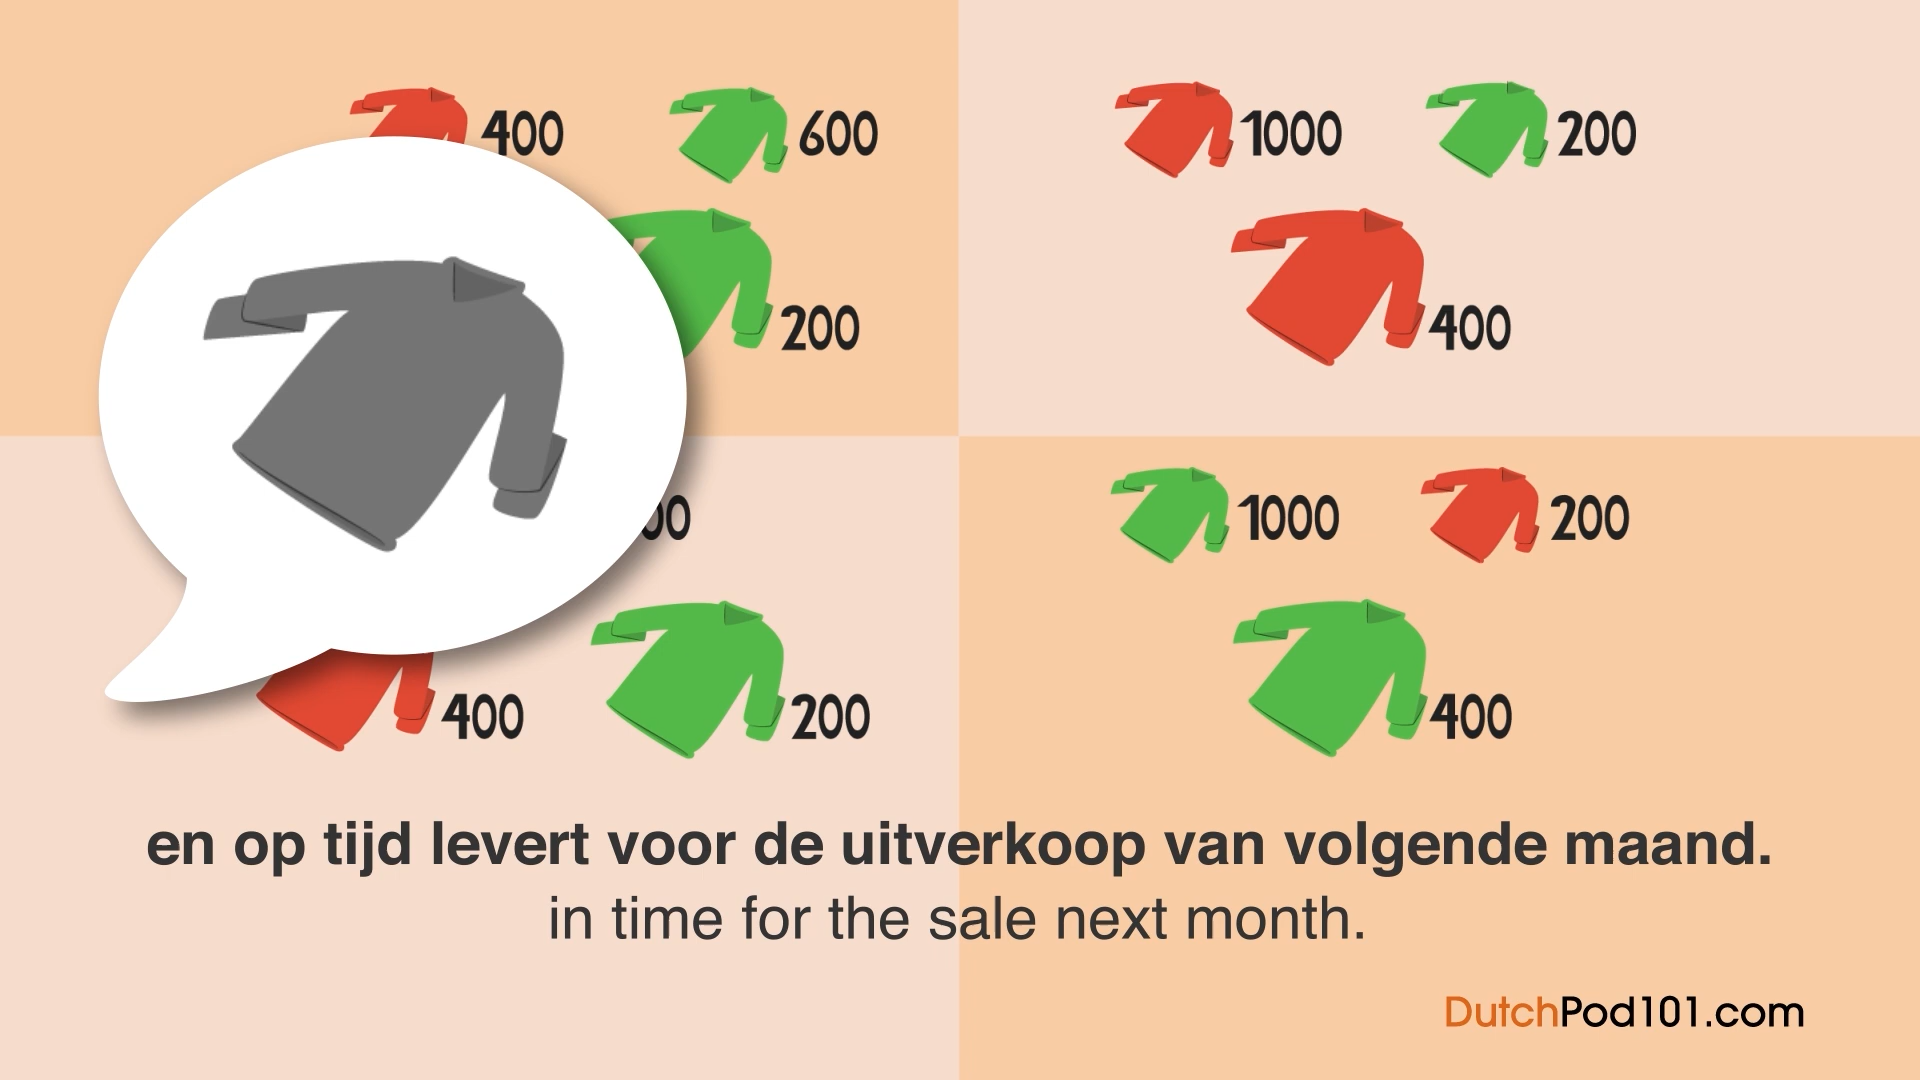 400 600
200
1000 200
400
400 200
1000 200
400
en op tijd levert voor de uitverkoop van volgende maand.
in time for the sale next month.
DutchPod101.com